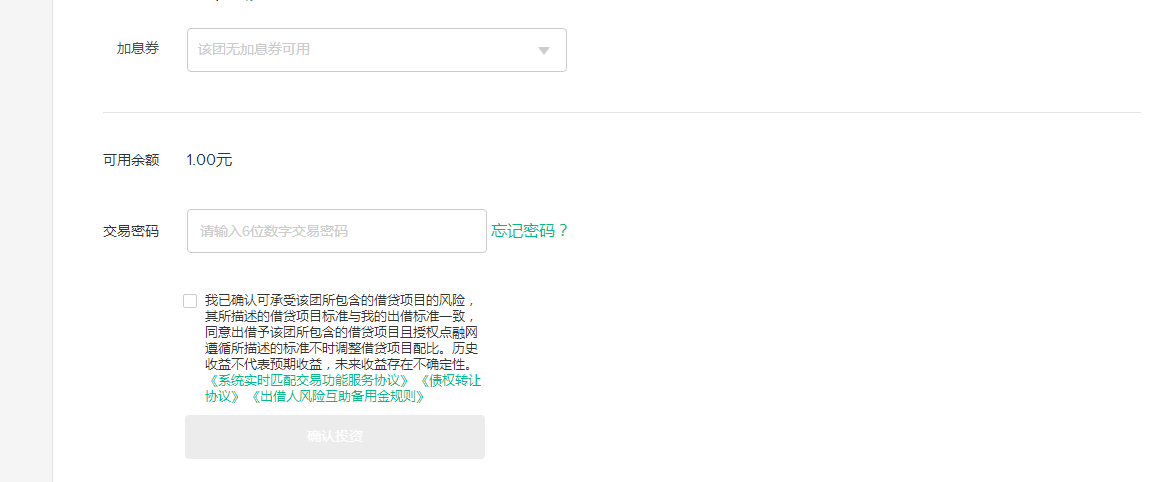 加息券 该团无加息券可用
可用余额 1.00元
交易密码 请输入6位数字交易密码 忘记密码？
我已确认可承受该团所包含的借贷项目的风险，
其所描述的借贷项目标准与我的出借标准一致，
同意出借予该团所包含的借贷项目且授权点融网
遵循所描述的标准不时调整借贷项目配比。历史
收益不代表预期收益，未来收益存在不确定性。
《系统实时匹配交易功能服务协议》《债权转让
协议》《出借人风险互助备用金规则》
确认投资